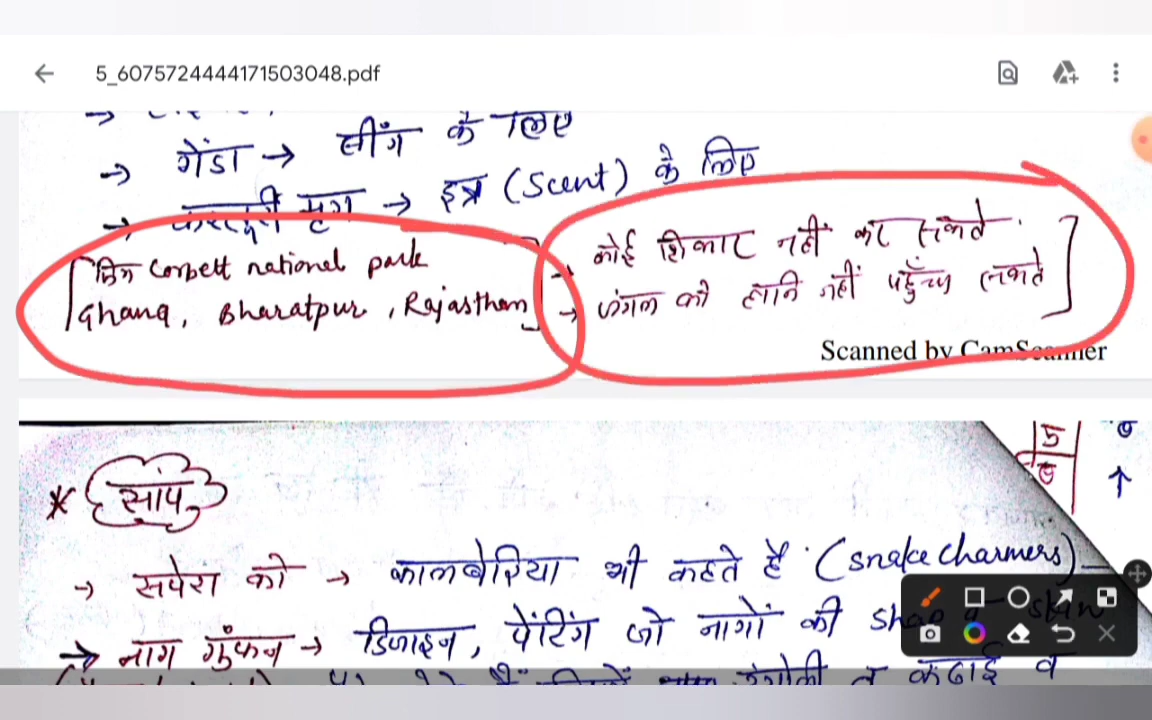 5_6075724444171503048.pdf
→ गेंडा → सींग के लिए
→ कस्तूरी मृग → इत्र (Scent) के लिए
जिम Corbett national park
Ghana, Bharatpur, Rajasthan
→ कोई शिकार नहीं कर सकते
→ जंगल को हानि नहीं पहुँचा सकते
Scanned by CamScanner
* सांप
→ सपेरा को → कालबेरिया भी कहते हैं (snake charmers)
→ नाग गुंफन → डिजाइन, पेंटिंग जो नागों की